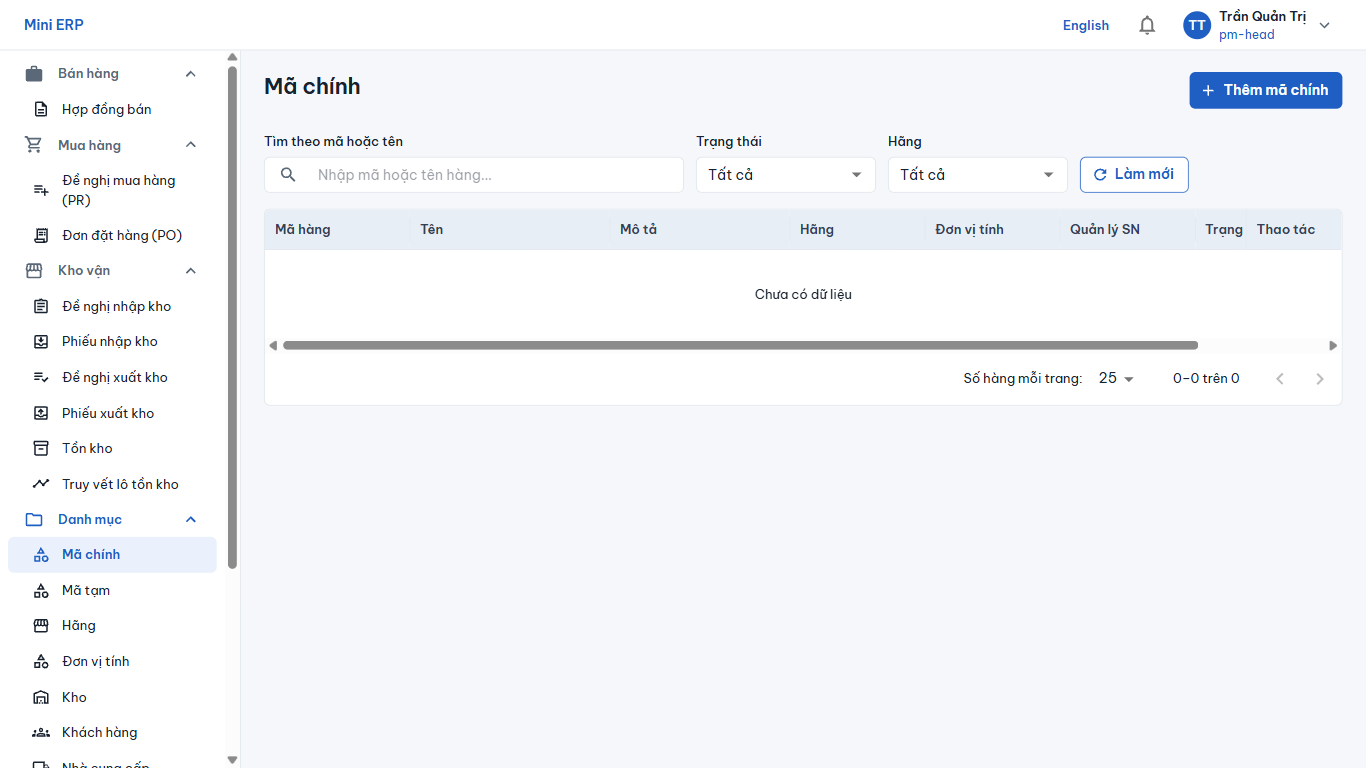 Mini ERP
English
TT
Trần Quản Trị
pm-head
Bán hàng
Hợp đồng bán
Mua hàng
Đề nghị mua hàng
(PR)
Đơn đặt hàng (PO)
Kho vận
Đề nghị nhập kho
Phiếu nhập kho
Đề nghị xuất kho
Phiếu xuất kho
Tồn kho
Truy vết lô tồn kho
Danh mục
Mã chính
Mã tạm
Hãng
Đơn vị tính
Kho
Khách hàng
Nhà cung cấp
Mã chính
Thêm mã chính
Tìm theo mã hoặc tên
Trạng thái
Hãng
Nhập mã hoặc tên hàng...
Tất cả
Tất cả
Làm mới
Mã hàng
Tên
Mô tả
Hãng
Đơn vị tính
Quản lý SN
Trạng
Thao tác
Chưa có dữ liệu
Số hàng mỗi trang:
25
0–0 trên 0